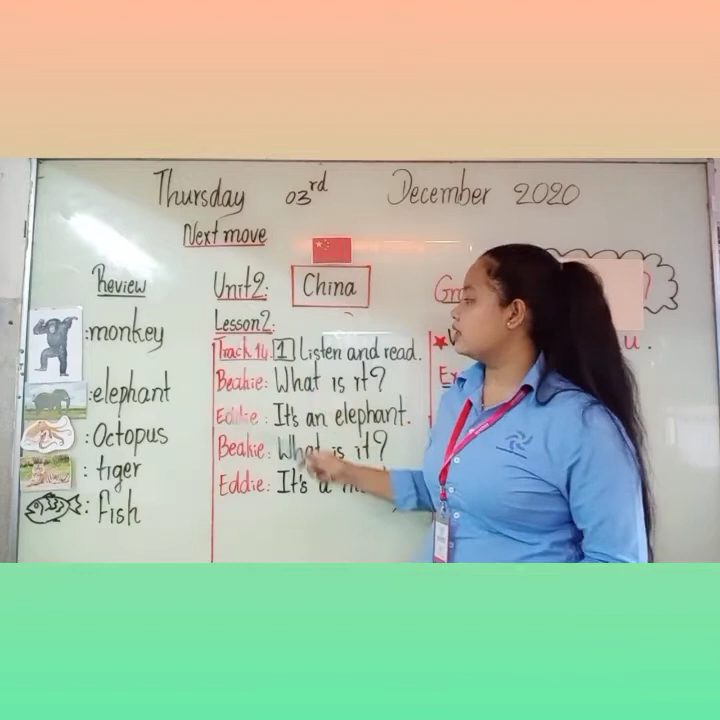 Thursday 03rd December 2020
Next move
Review
Unit2: China
Lesson2:
:monkey
:elephant
:Octopus
: tiger
: fish
Track 14: 1 Listen and read.
Beakie: What is it?
Eddie: It's an elephant.
Beakie: What is it?
Eddie: It's a
u.